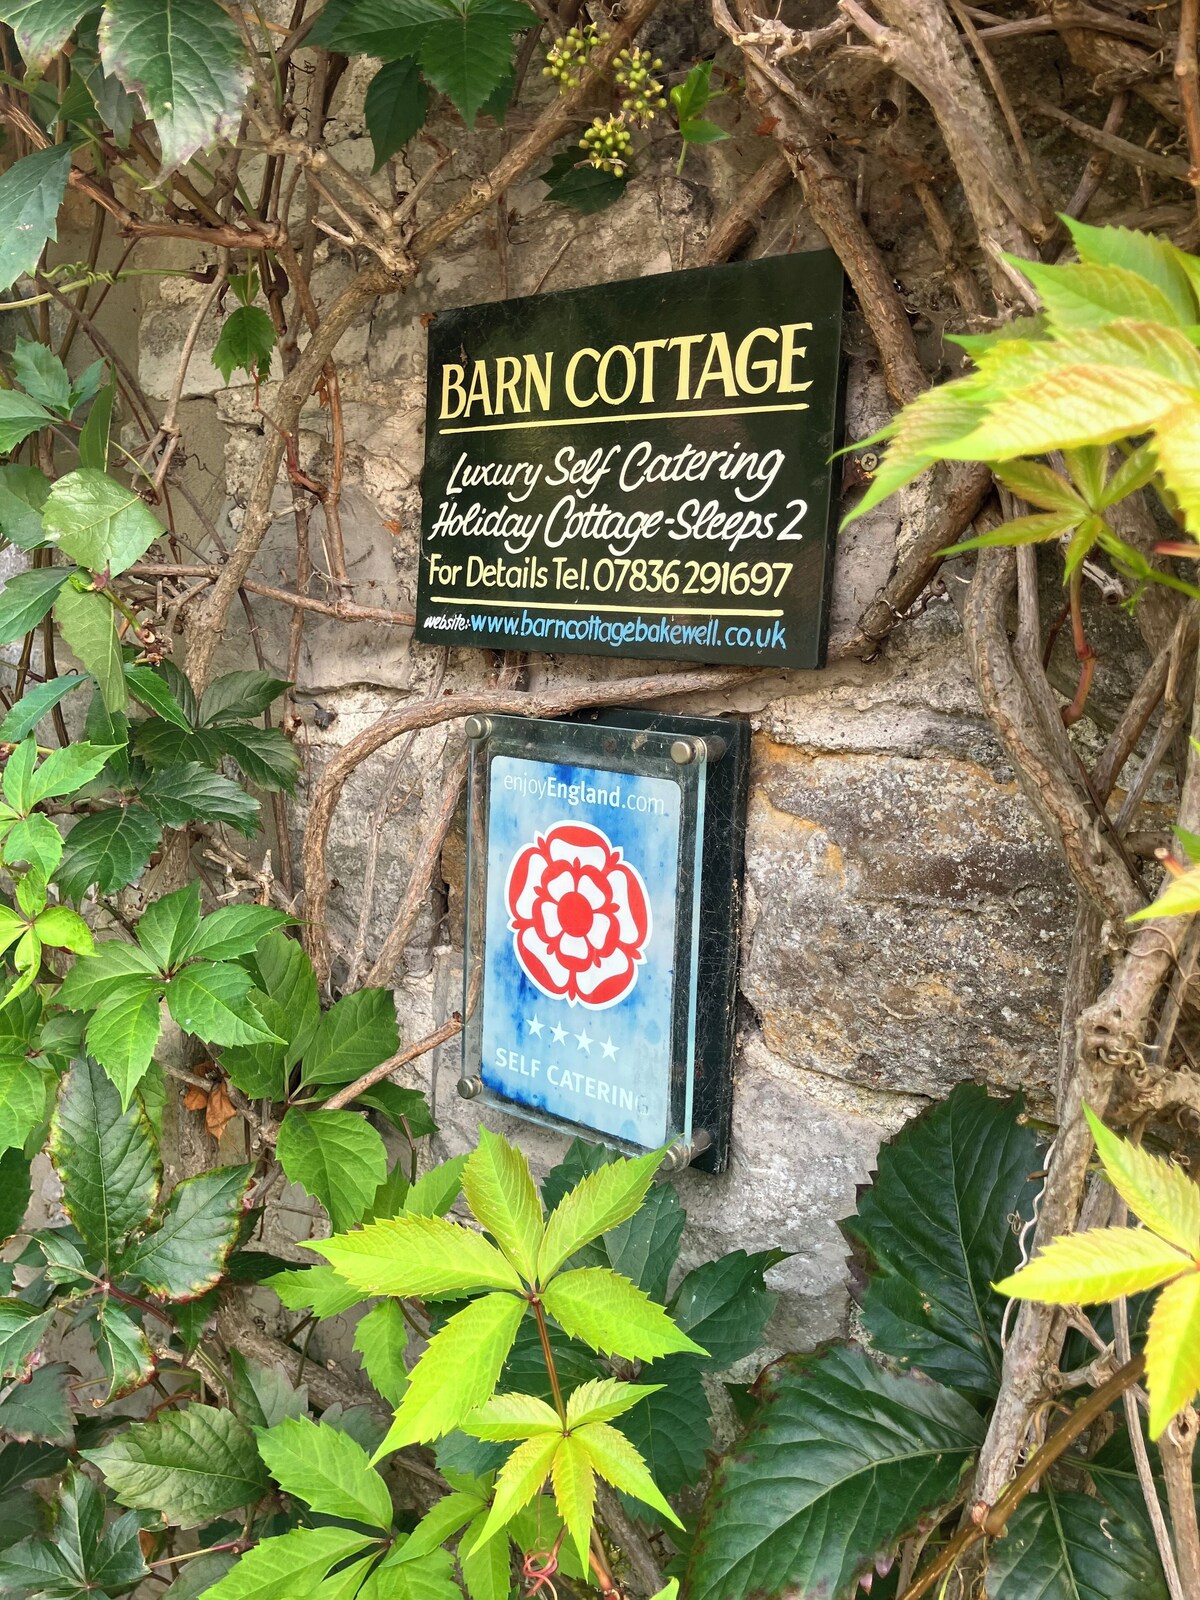 BARN COTTAGE
Luxury Self Catering
Holiday Cottage-Sleeps 2
For Details Tel. 07836 291697
website: www.barncottagebakewell.co.uk
enjoyEngland.com
SELF CATERING